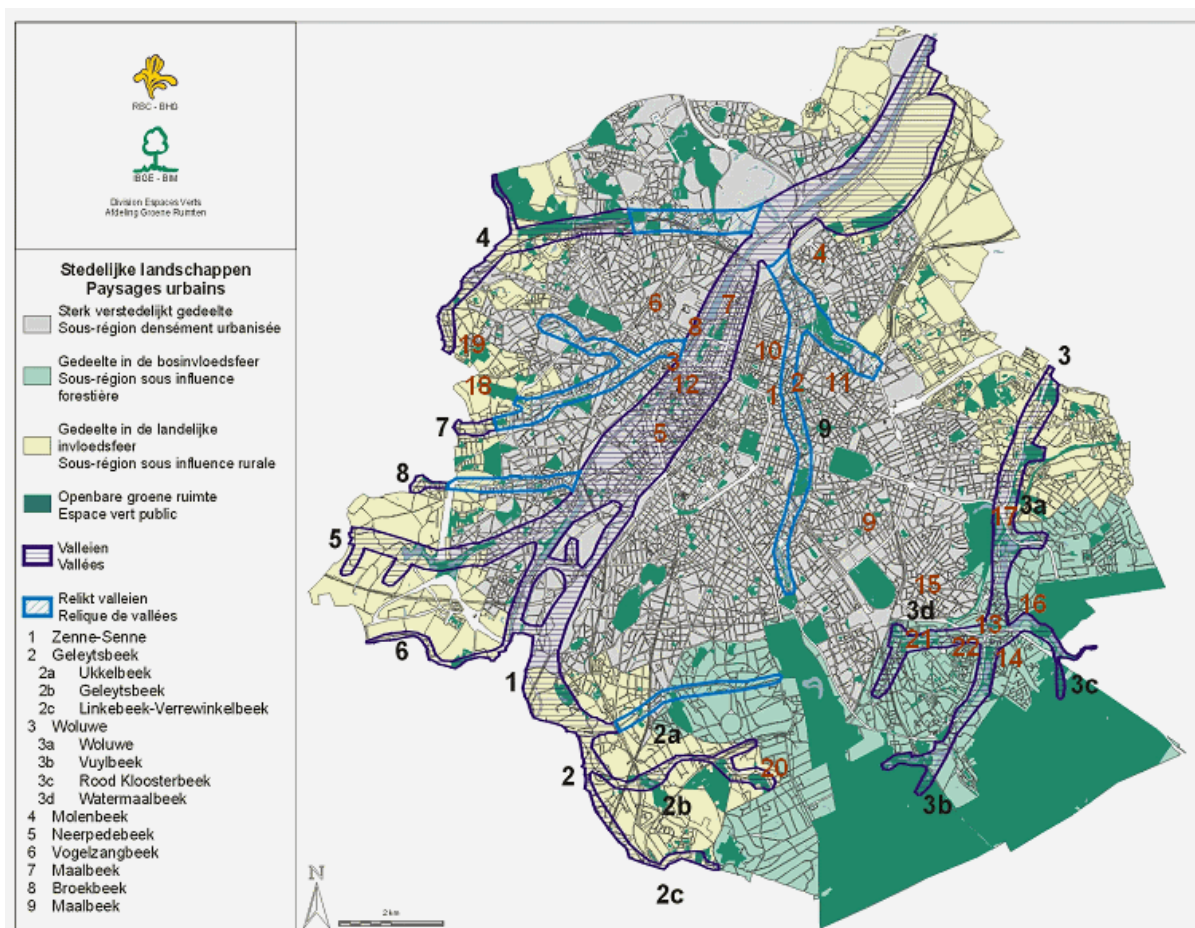 RBC - BHG
IBGE - BIM
Division Espaces Verts
Afdeling Groene Ruimten
Stedelijke landschappen
Paysages urbains
Sterk verstedelijkt gedeelte
Sous-région densément urbanisée
Gedeelte in de bosinvloedsfeer
Sous-région sous influence
forestière
Gedeelte in de landelijke
invloedsfeer
Sous-région sous influence rurale
Openbare groene ruimte
Espace vert public
Valleien
Vallées
Relikt valleien
Relique de vallées
1 Zenne-Senne
2 Geleytsbeek
2a Ukkelbeek
2b Geleytsbeek
2c Linkebeek-Verrewinkelbeek
3 Woluwe
3a Woluwe
3b Vuylbeek
3c Rood Kloosterbeek
3d Watermaalbeek
4 Molenbeek
5 Neerpedebeek
6 Vogelzangbeek
7 Maalbeek
8 Broekbeek
9 Maalbeek
N
2 km
4
4
6
7
8
19
3
10
3
18
12
1
2
11
7
5
9
8
3a
17
9
5
15
16
3d
13
6
21
22
14
1
3c
2a
20
2
2b
3b
2c